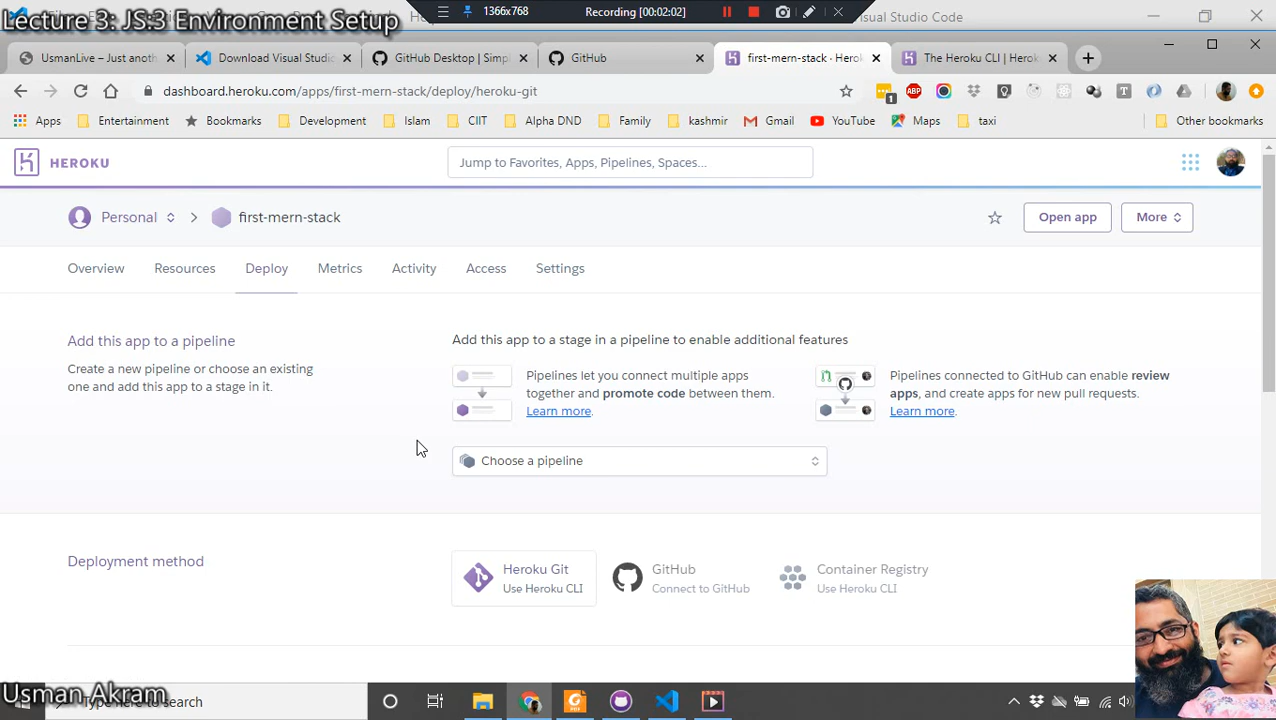 Lecture 3: JS:3 Environment Setup
1366x768
Recording [00:02:02]
isual Studio Code
UsmanLive – Just anoth
Download Visual Studio
GitHub Desktop | Simpl
GitHub
first-mern-stack · Herok
The Heroku CLI | Heroku
dashboard.heroku.com/apps/first-mern-stack/deploy/heroku-git
1
ABP
T
Apps
Entertainment
Bookmarks
Development
Islam
CIIT
Alpha DND
Family
kashmir
Gmail
YouTube
Maps
taxi
Other bookmarks
HEROKU
Jump to Favorites, Apps, Pipelines, Spaces...
Personal
first-mern-stack
Open app
More
Overview
Resources
Deploy
Metrics
Activity
Access
Settings
Add this app to a pipeline
Create a new pipeline or choose an existing
one and add this app to a stage in it.
Add this app to a stage in a pipeline to enable additional features
Pipelines let you connect multiple apps
together and promote code between them.
Learn more.
Pipelines connected to GitHub can enable review
apps, and create apps for new pull requests.
Learn more.
Choose a pipeline
Deployment method
Heroku Git
Use Heroku CLI
GitHub
Connect to GitHub
Container Registry
Use Heroku CLI
Usman Akram
Type here to search